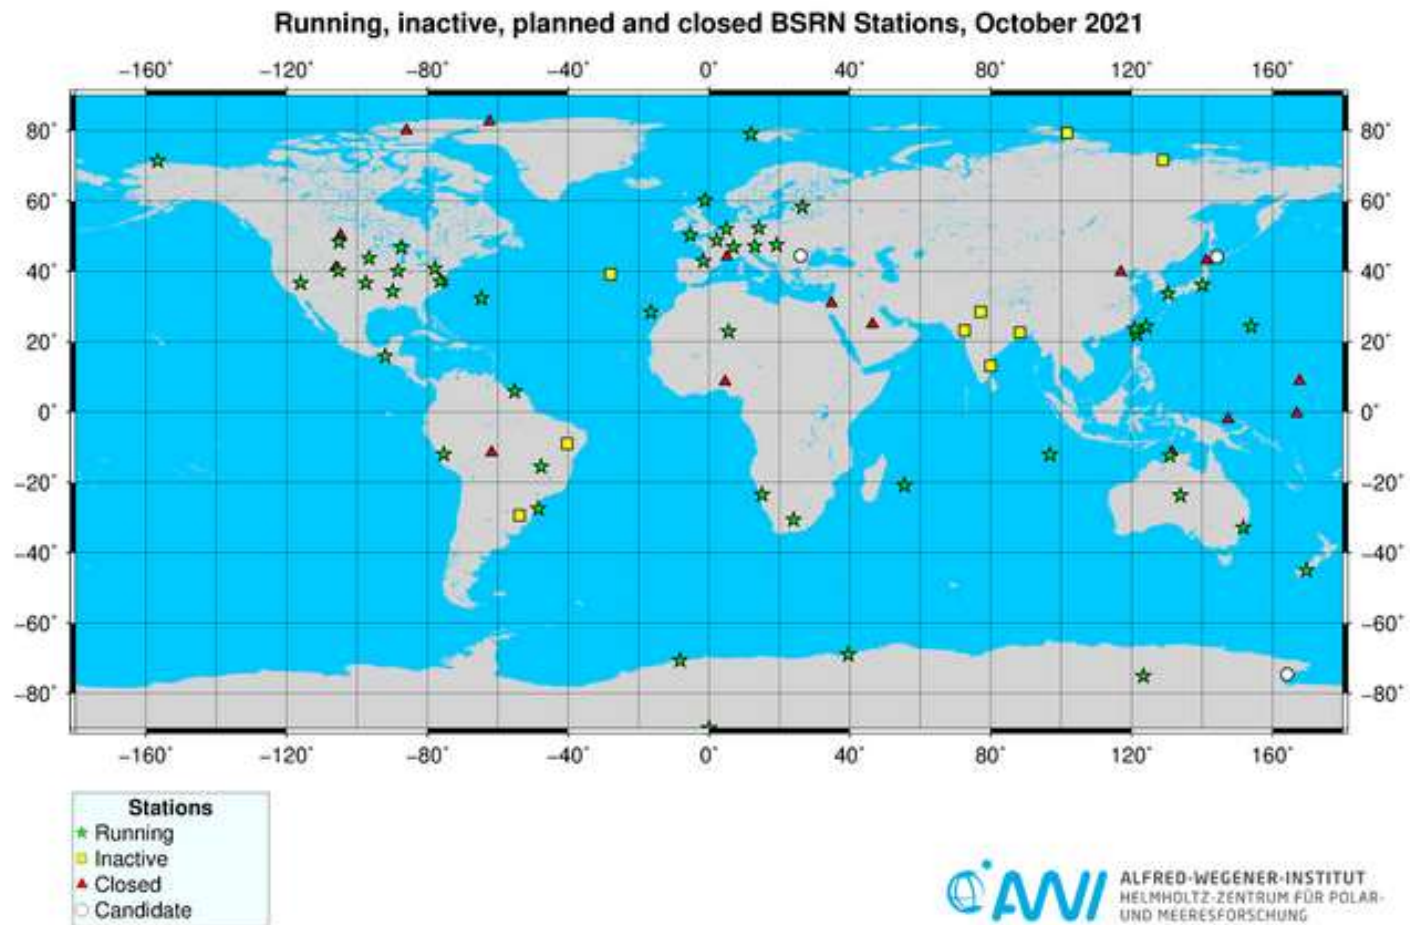 Running, inactive, planned and closed BSRN Stations, October 2021
−160˚ −120˚ −80˚ −40˚ 0˚ 40˚ 80˚ 120˚ 160˚
80˚ 80˚
60˚ 60˚
40˚ 40˚
20˚ 20˚
0˚ 0˚
−20˚ −20˚
−40˚ −40˚
−60˚ −60˚
−80˚ −80˚
−160˚ −120˚ −80˚ −40˚ 0˚ 40˚ 80˚ 120˚ 160˚
Stations
Running
Inactive
Closed
Candidate
AWI
ALFRED-WEGENER-INSTITUT
HELMHOLTZ-ZENTRUM FÜR POLAR-
UND MEERESFORSCHUNG